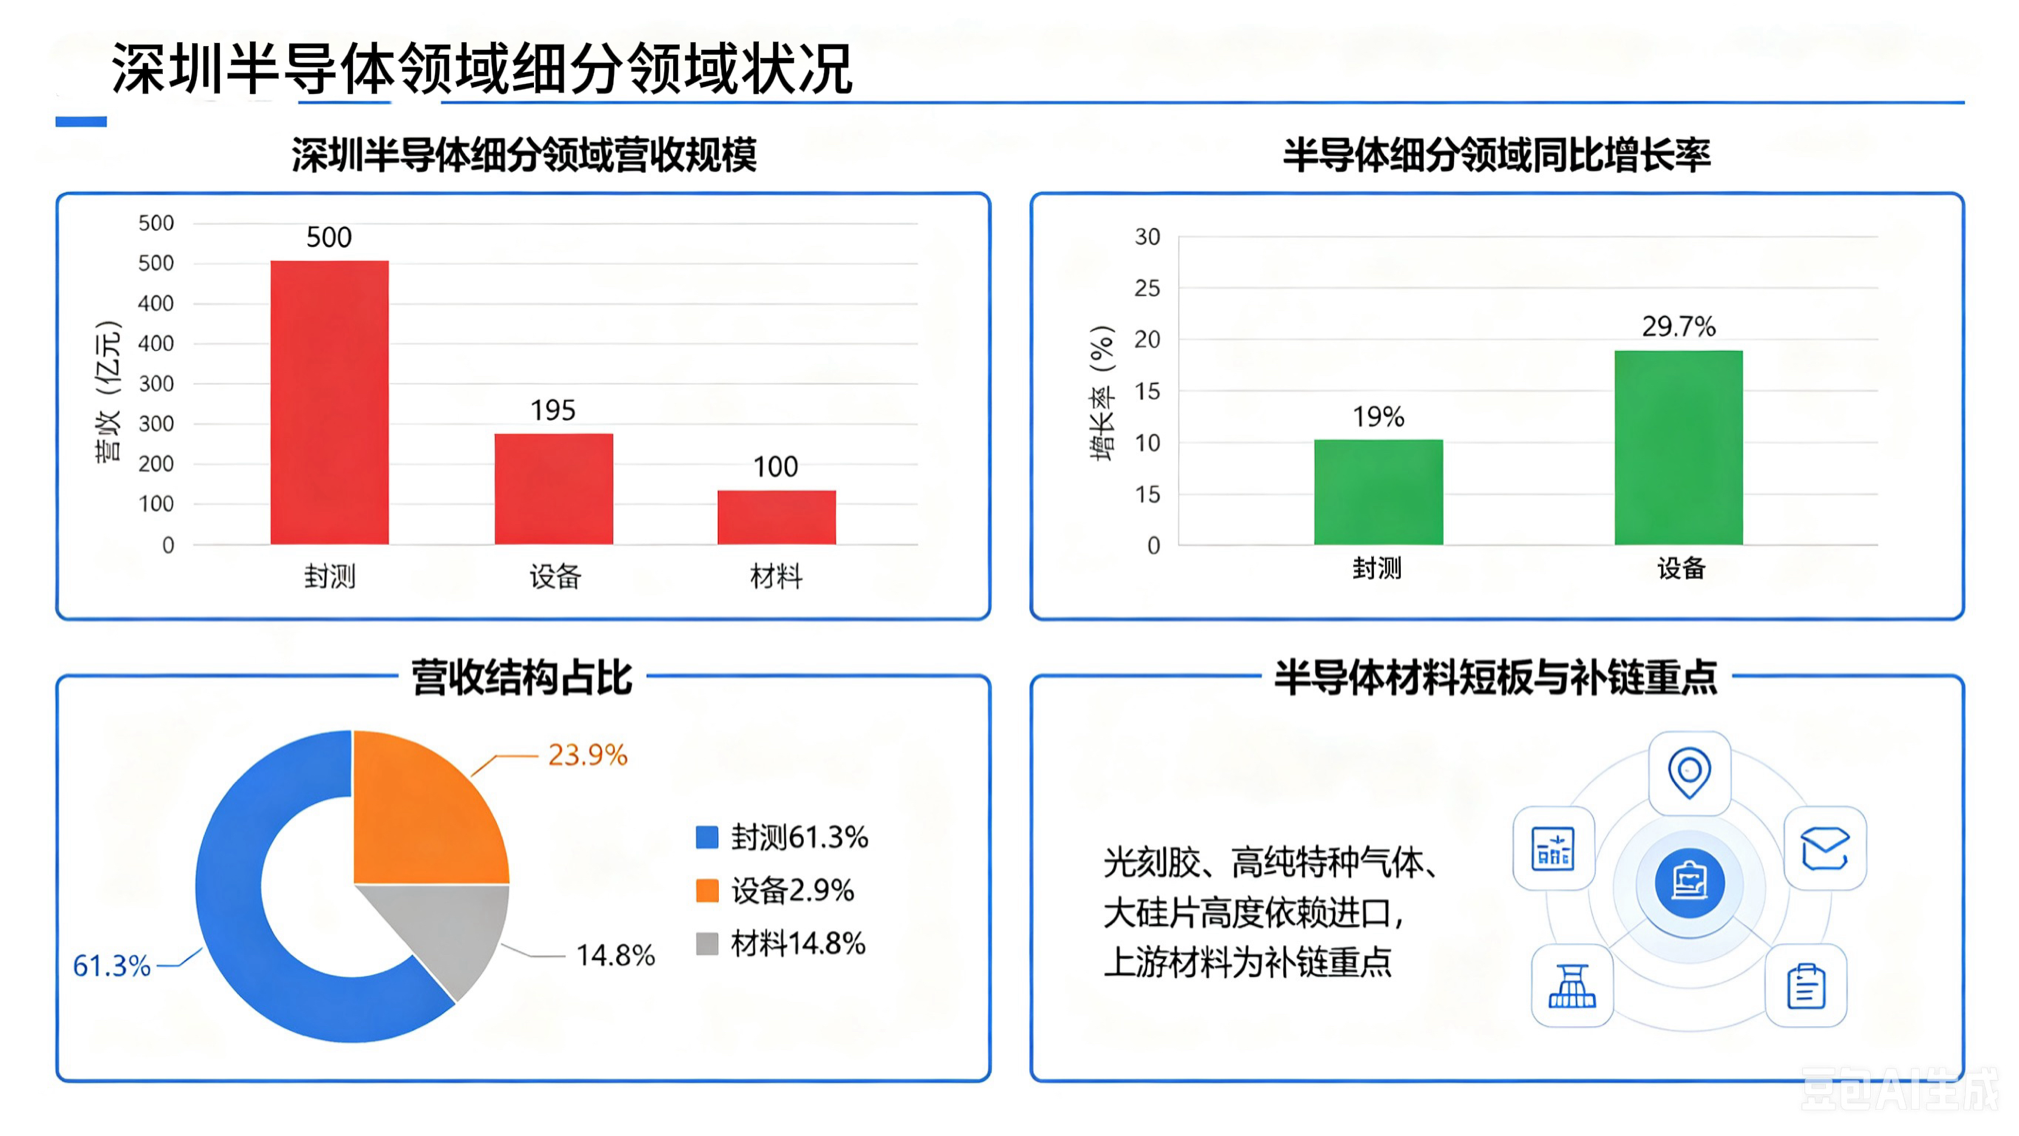 深圳半导体领域细分领域状况
深圳半导体细分领域营收规模
500
500
400
400
300
300
200
100
0
营收（亿元）
500
195
100
封测
设备
材料
半导体细分领域同比增长率
30
25
20
15
10
15
0
增长率（%）
19%
29.7%
封测
设备
营收结构占比
23.9%
14.8%
61.3%
封测61.3%
设备2.9%
材料14.8%
半导体材料短板与补链重点
光刻胶、高纯特种气体、
大硅片高度依赖进口，
上游材料为补链重点
豆包AI生成